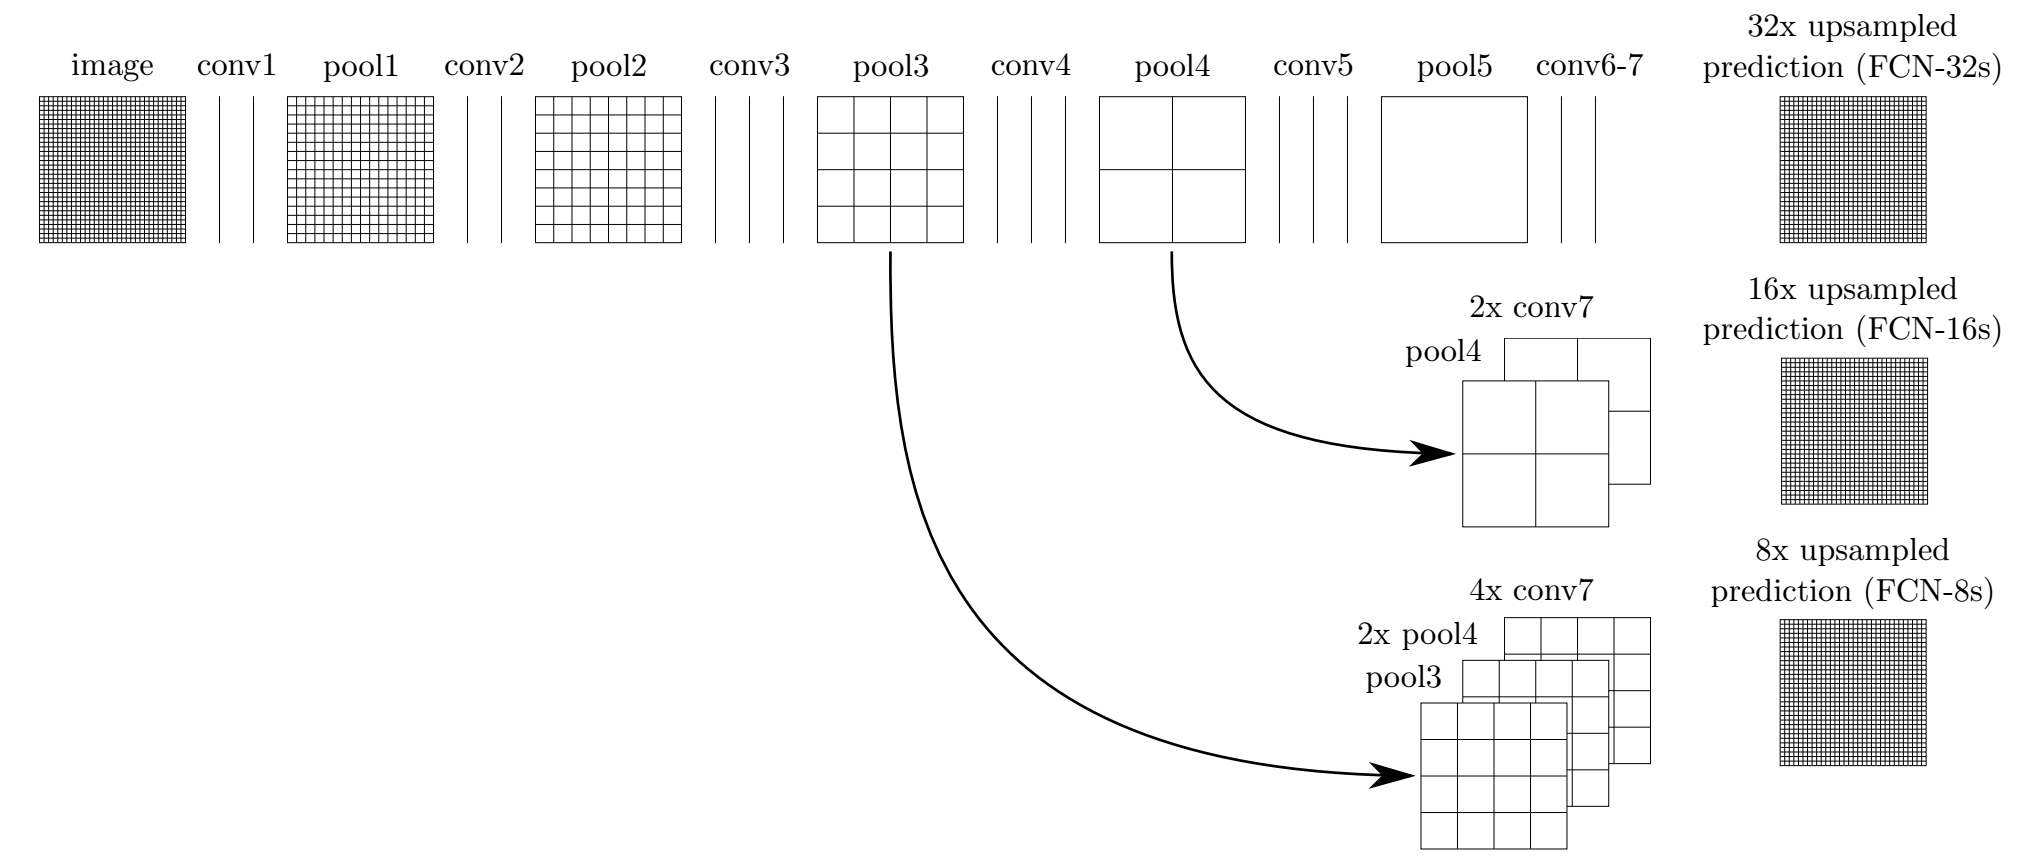 image conv1 pool1 conv2 pool2 conv3 pool3 conv4 pool4 conv5 pool5 conv6-7
32x upsampled
prediction (FCN-32s)
2x conv7
pool4
16x upsampled
prediction (FCN-16s)
4x conv7
2x pool4
pool3
8x upsampled
prediction (FCN-8s)